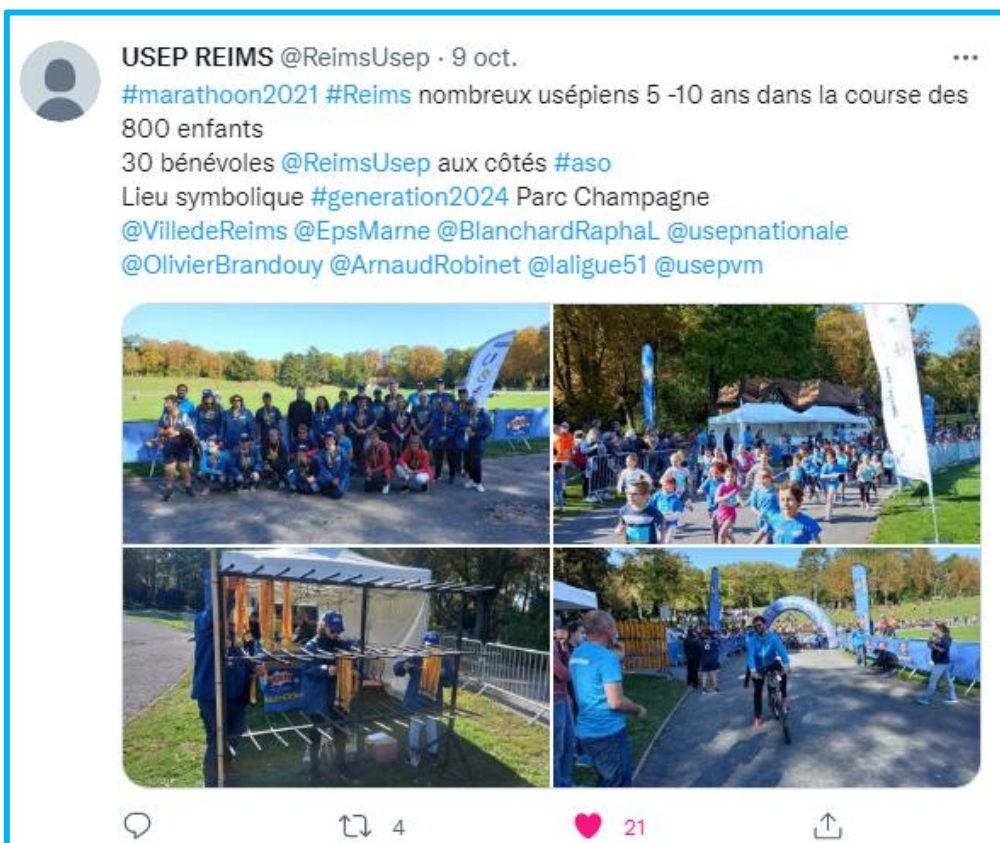 USEP REIMS @ReimsUsep · 9 oct.
#marathoon2021 #Reims nombreux usépiens 5 -10 ans dans la course des
800 enfants
30 bénévoles @ReimsUsep aux côtés #aso
Lieu symbolique #generation2024 Parc Champagne
@VilledeReims @EpsMarne @BlanchardRaphaL @usepnationale
@OlivierBrandouy @ArnaudRobinet @laligue51 @usepvm
4
21